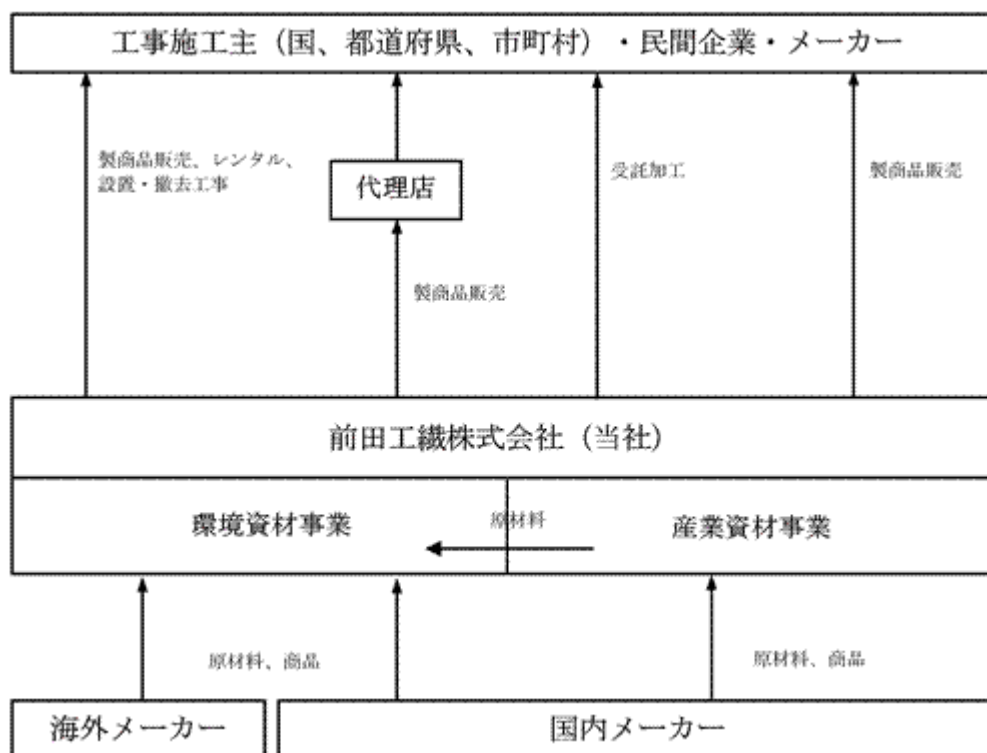 工事施工主（国、都道府県、市町村）・民間企業・メーカー
製商品販売、レンタル、
設置・撤去工事
代理店
受託加工
製商品販売
製商品販売
前田工繊株式会社（当社）
環境資材事業
原材料
産業資材事業
原材料、商品
原材料、商品
海外メーカー
国内メーカー